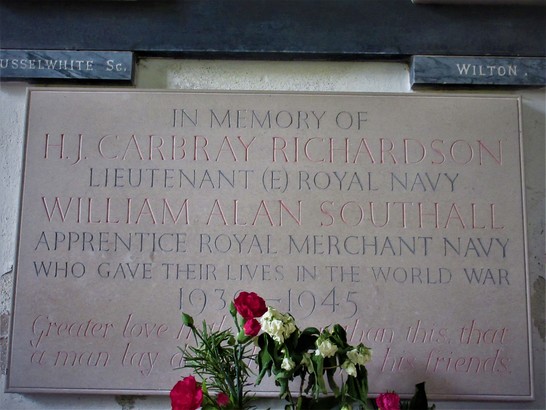 USSELWHITE Sc.
WILTON.
IN MEMORY OF
H.J. CARBRAY RICHARDSON
LIEUTENANT (E) ROYAL NAVY
WILLIAM ALAN SOUTHALL
APPRENTICE ROYAL MERCHANT NAVY
WHO GAVE THEIR LIVES IN THE WORLD WAR
193 –1945
Greater love than this, that
a man lay his friends.